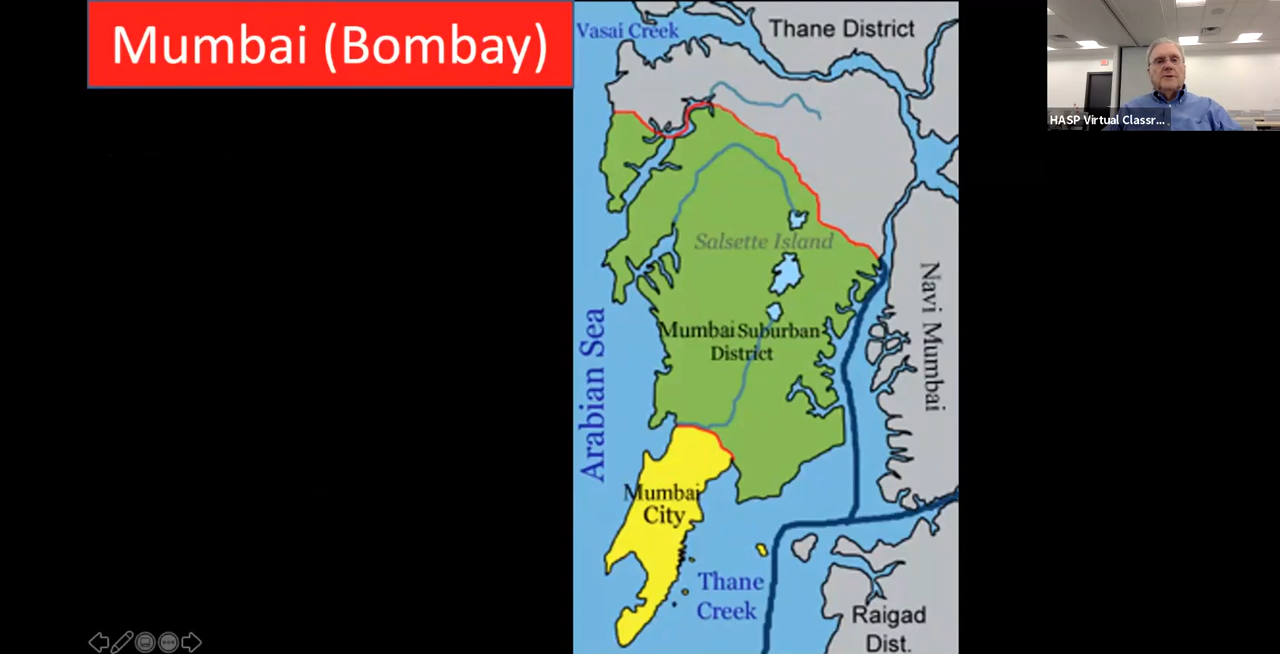 Mumbai (Bombay)
Vasai Creek
Thane District
HASP Virtual Classr...
Salsette Island
Navi Mumbai
Arabian Sea
Mumbai Suburban
District
Mumbai
City
Thane
Creek
Raigad
Dist.